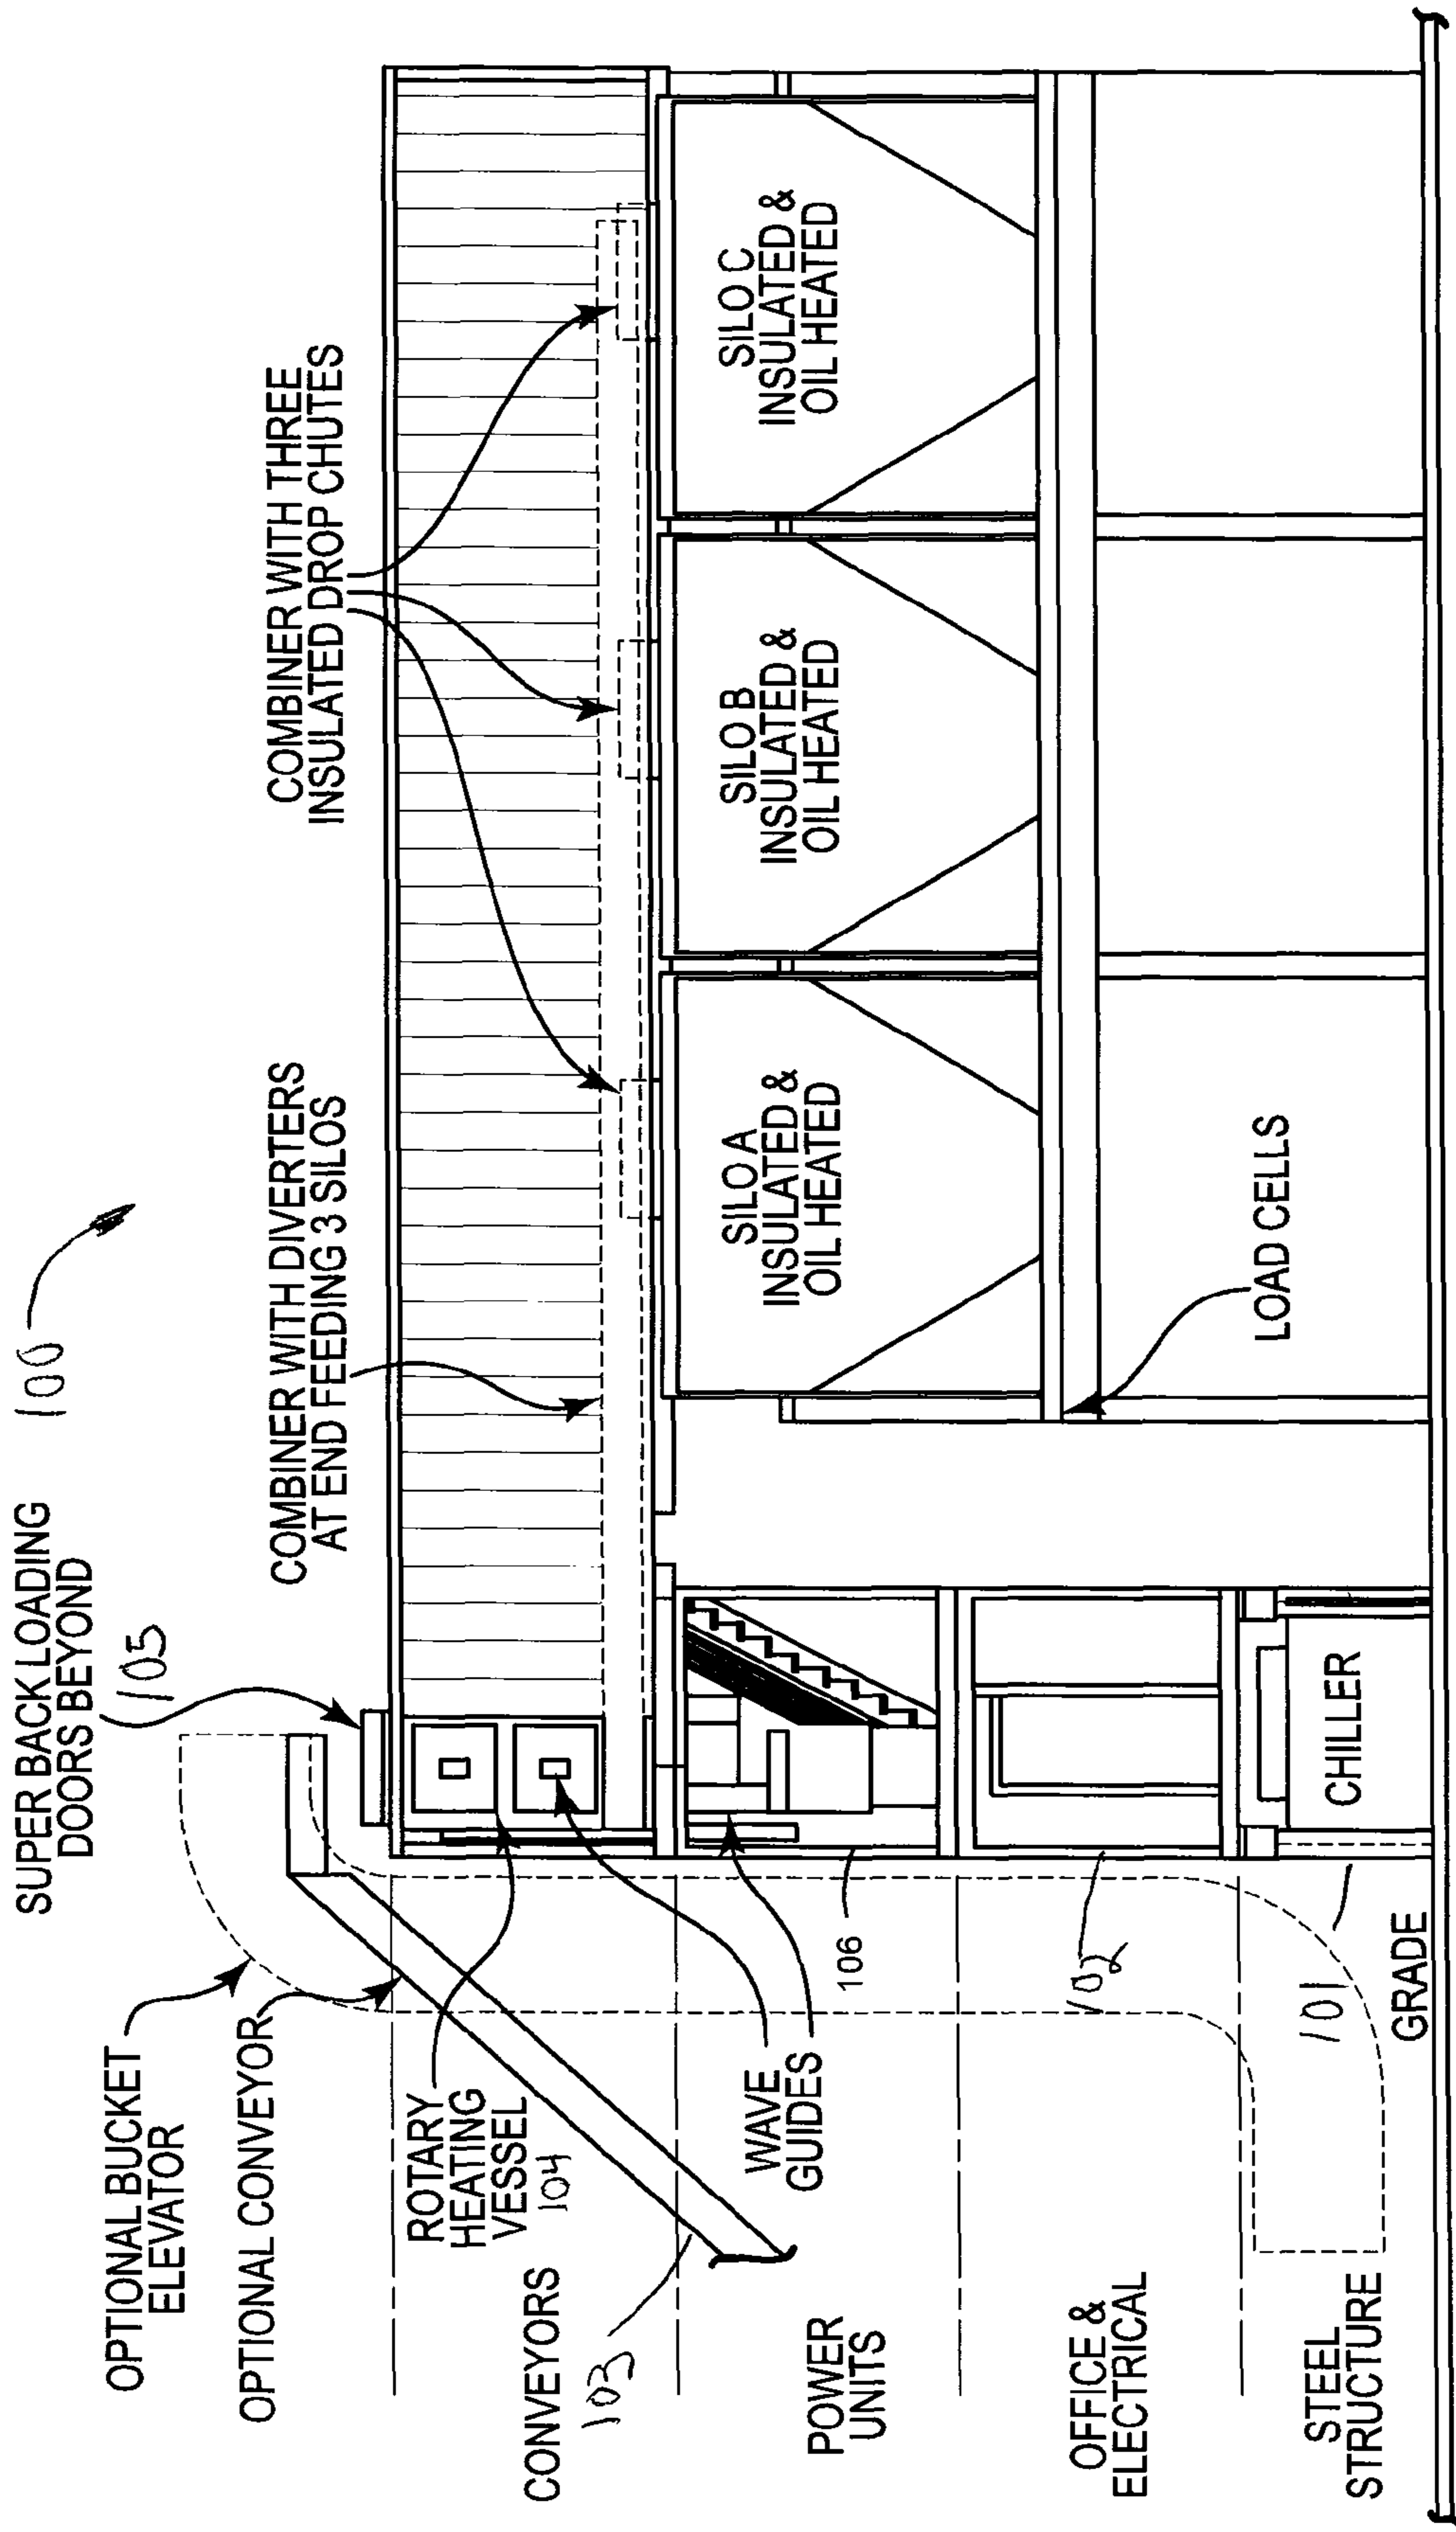 100
SUPER BACK LOADING
DOORS BEYOND
105
OPTIONAL BUCKET
ELEVATOR
OPTIONAL CONVEYOR
COMBINER WITH DIVERTERS
AT END FEEDING 3 SILOS
COMBINER WITH THREE
INSULATED DROP CHUTES
ROTARY
HEATING
VESSEL
104
CONVEYORS
103
WAVE
GUIDES
106
POWER
UNITS
SILO A
INSULATED &
OIL HEATED
SILO B
INSULATED &
OIL HEATED
SILO C
INSULATED &
OIL HEATED
OFFICE &
ELECTRICAL
102
LOAD CELLS
STEEL
STRUCTURE
101
CHILLER
GRADE